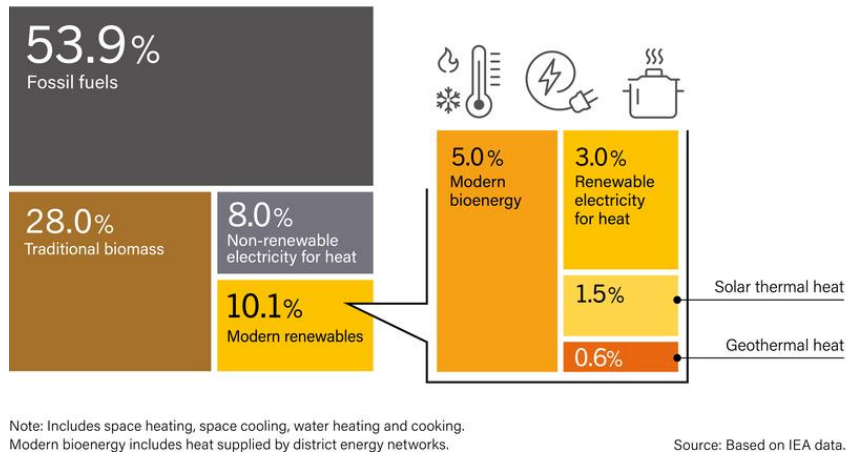 53.9%
Fossil fuels
28.0%
Traditional biomass
8.0%
Non-renewable
electricity for heat
10.1%
Modern renewables
5.0%
Modern
bioenergy
3.0%
Renewable
electricity
for heat
1.5%
Solar thermal heat
0.6%
Geothermal heat
Note: Includes space heating, space cooling, water heating and cooking.
Modern bioenergy includes heat supplied by district energy networks.
Source: Based on IEA data.